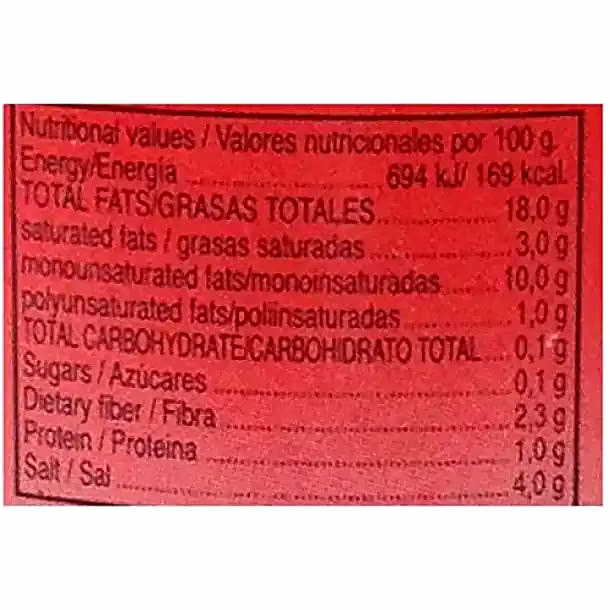 Nutritional values / Valores nutricionales por 100 g.
Energy/Energía 694 kJ/ 169 kcal.
TOTAL FATS/GRASAS TOTALES 18,0 g
saturated fats / grasas saturadas 3,0 g
monounsaturated fats/monoinsaturadas 10,0 g
polyunsaturated fats/poliinsaturadas 1,0 g
TOTAL CARBOHYDRATE/CARBOHIDRATO TOTAL 0,1 g
Sugars / Azúcares 0,1 g
Dietary fiber / Fibra 2,3 g
Protein / Proteina 1,0 g
Salt / Sal 4,0 g